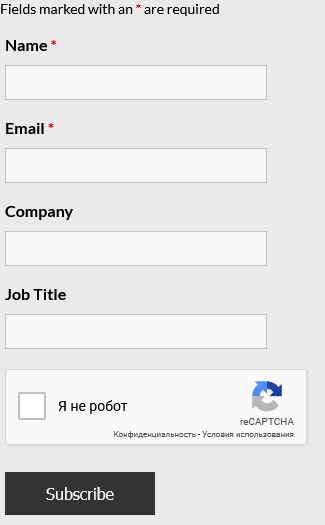 Fields marked with an * are required
Name *
Email *
Company
Job Title
Я не робот
reCAPTCHA
Конфиденциальность - Условия использования
Subscribe